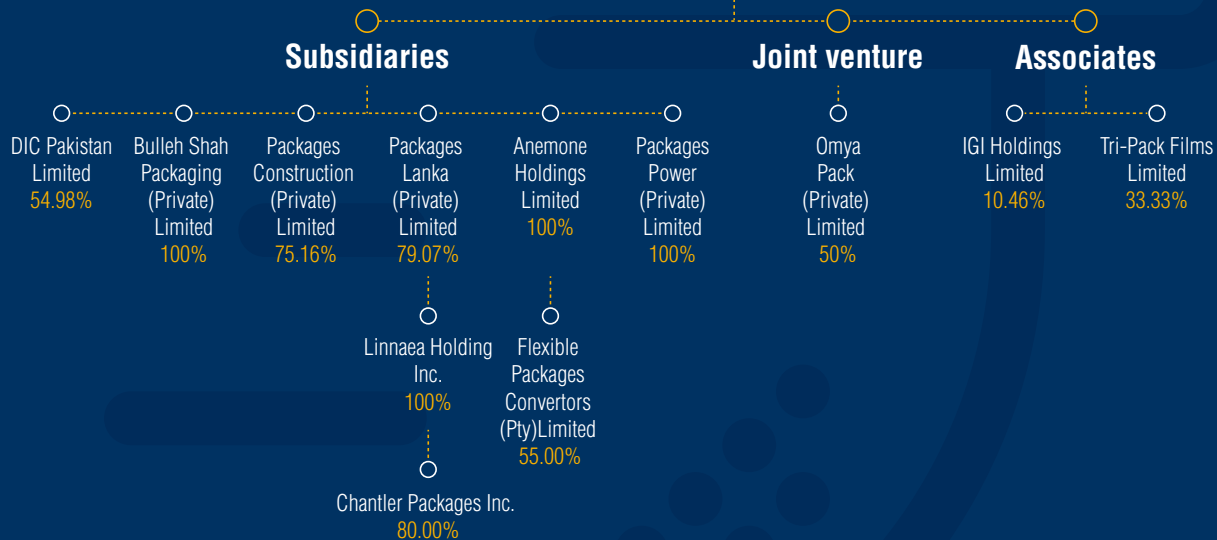 Subsidiaries
Joint venture
Associates
DIC Pakistan
Limited
54.98%
Bulleh Shah
Packaging
(Private)
Limited
100%
Packages
Construction
(Private)
Limited
75.16%
Packages
Lanka
(Private)
Limited
79.07%
Anemone
Holdings
Limited
100%
Packages
Power
(Private)
Limited
100%
Omya
Pack
(Private)
Limited
50%
IGI Holdings
Limited
10.46%
Tri-Pack Films
Limited
33.33%
Linnaea Holding
Inc.
100%
Flexible
Packages
Convertors
(Pty)Limited
55.00%
Chantler Packages Inc.
80.00%